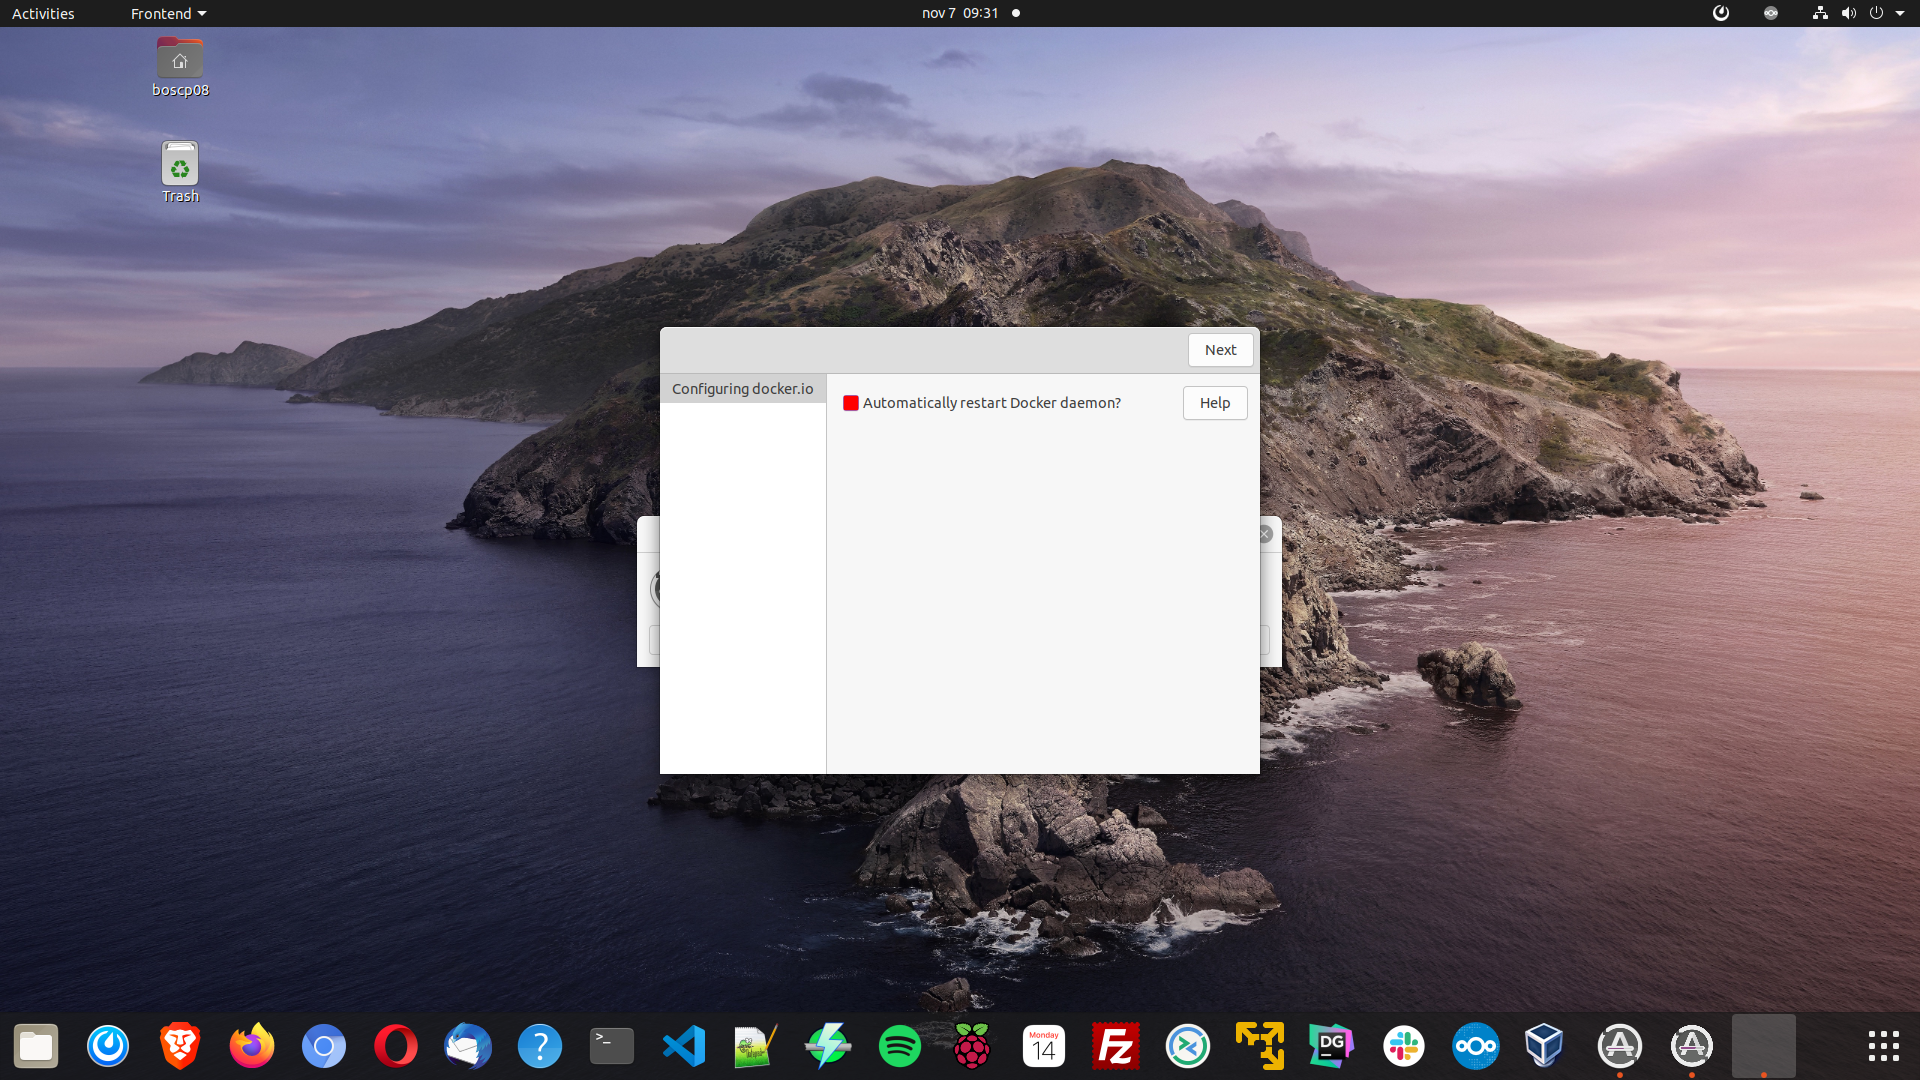 Activities
Frontend
nov 7 09:31
boscp08
Trash
Next
Configuring docker.io
Automatically restart Docker daemon?
Help
?
>_
Monday
14
Fz
DG